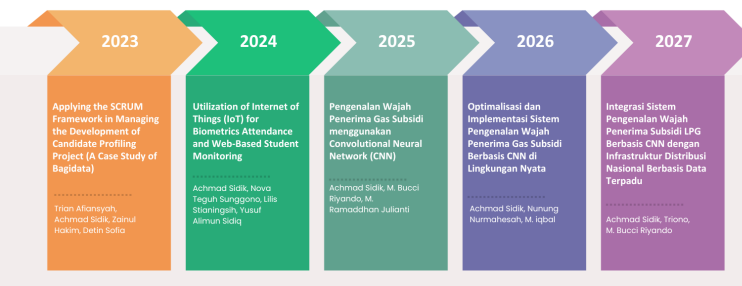 2023
Applying the SCRUM
Framework in Managing
the Development of
Candidate Profiling
Project (A Case Study of
Bagidata)
Trian Afiansyah,
Achmad Sidik, Zainul
Hakim, Detin Sofia
2024
Utilization of Internet of
Things (IoT) for
Biometrics Attendance
and Web-Based Student
Monitoring
Achmad Sidik, Nova
Teguh Sunggono, Lilis
Stianingsih, Yusuf
Alimun Sidiq
2025
Pengenalan Wajah
Penerima Gas Subsidi
menggunakan
Convolutional Neural
Network (CNN)
Achmad Sidik, M. Bucci
Riyando, M.
Ramaddhan Julianti
2026
Optimalisasi dan
Implementasi Sistem
Pengenalan Wajah
Penerima Gas Subsidi
Berbasis CNN di
Lingkungan Nyata
Achmad Sidik, Nunung
Nurmahesah, M. iqbal
2027
Integrasi Sistem
Pengenalan Wajah
Penerima Subsidi LPG
Berbasis CNN dengan
Infrastruktur Distribusi
Nasional Berbasis Data
Terpadu
Achmad Sidik, Triono,
M. Bucci Riyando